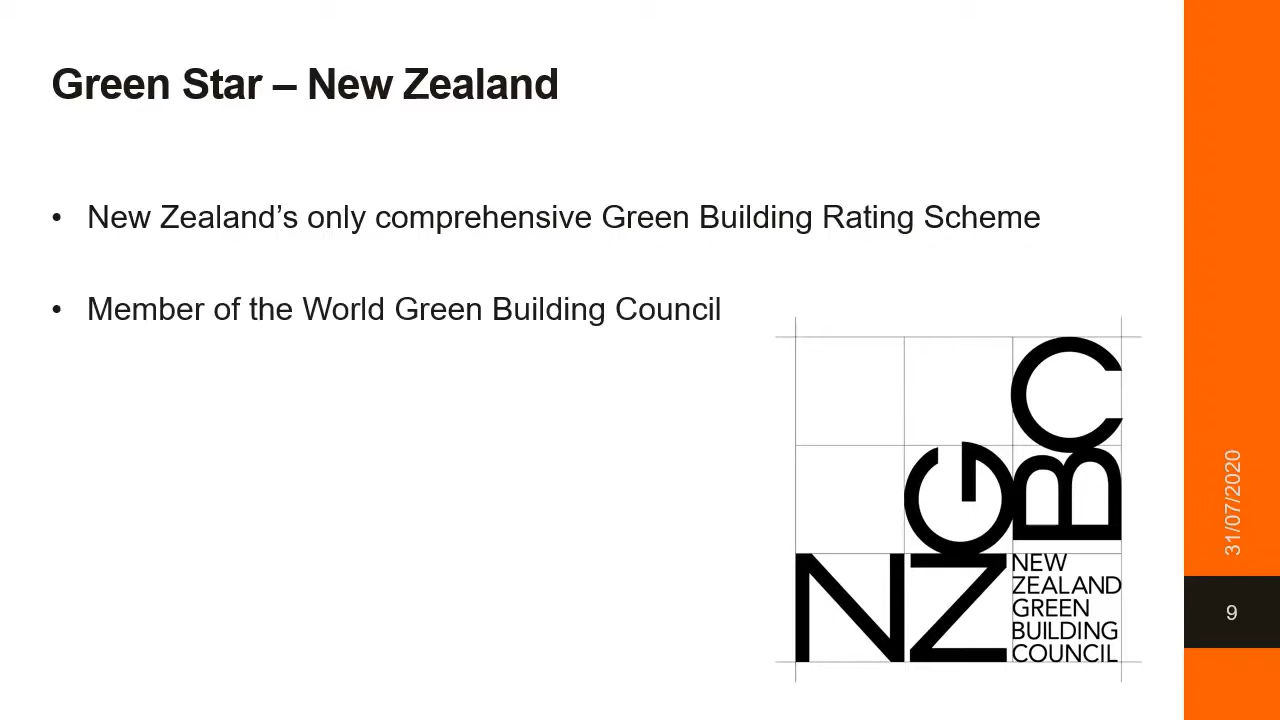 Green Star – New Zealand
• New Zealand’s only comprehensive Green Building Rating Scheme
• Member of the World Green Building Council
NZGBC
NEW
ZEALAND
GREEN
BUILDING
COUNCIL
31/07/2020
9